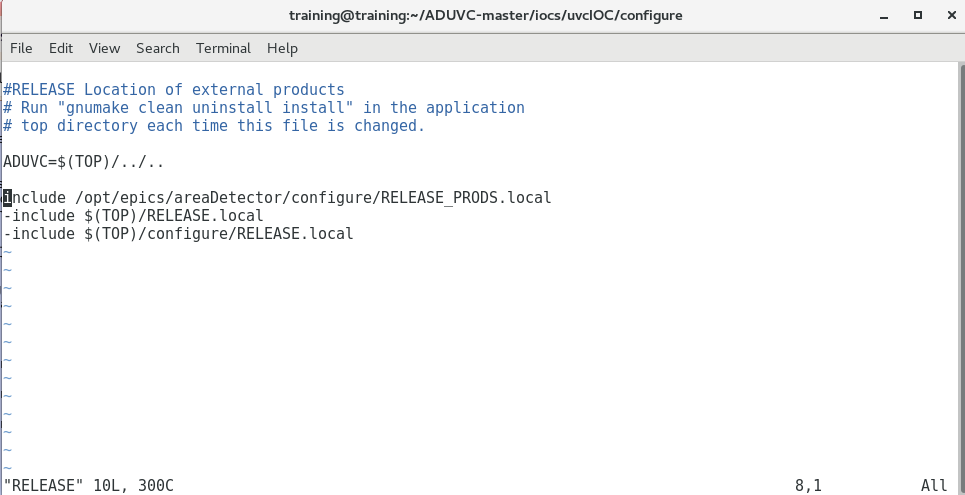 training@training:~/ADUVC-master/iocs/uvcIOC/configure
File Edit View Search Terminal Help
#RELEASE Location of external products
# Run "gnumake clean uninstall install" in the application
# top directory each time this file is changed.
ADUVC=$(TOP)/../..
include /opt/epics/areaDetector/configure/RELEASE_PRODS.local
-include $(TOP)/RELEASE.local
-include $(TOP)/configure/RELEASE.local
~
~
~
~
~
~
~
~
~
~
~
~
~
"RELEASE" 10L, 300C 8,1 All